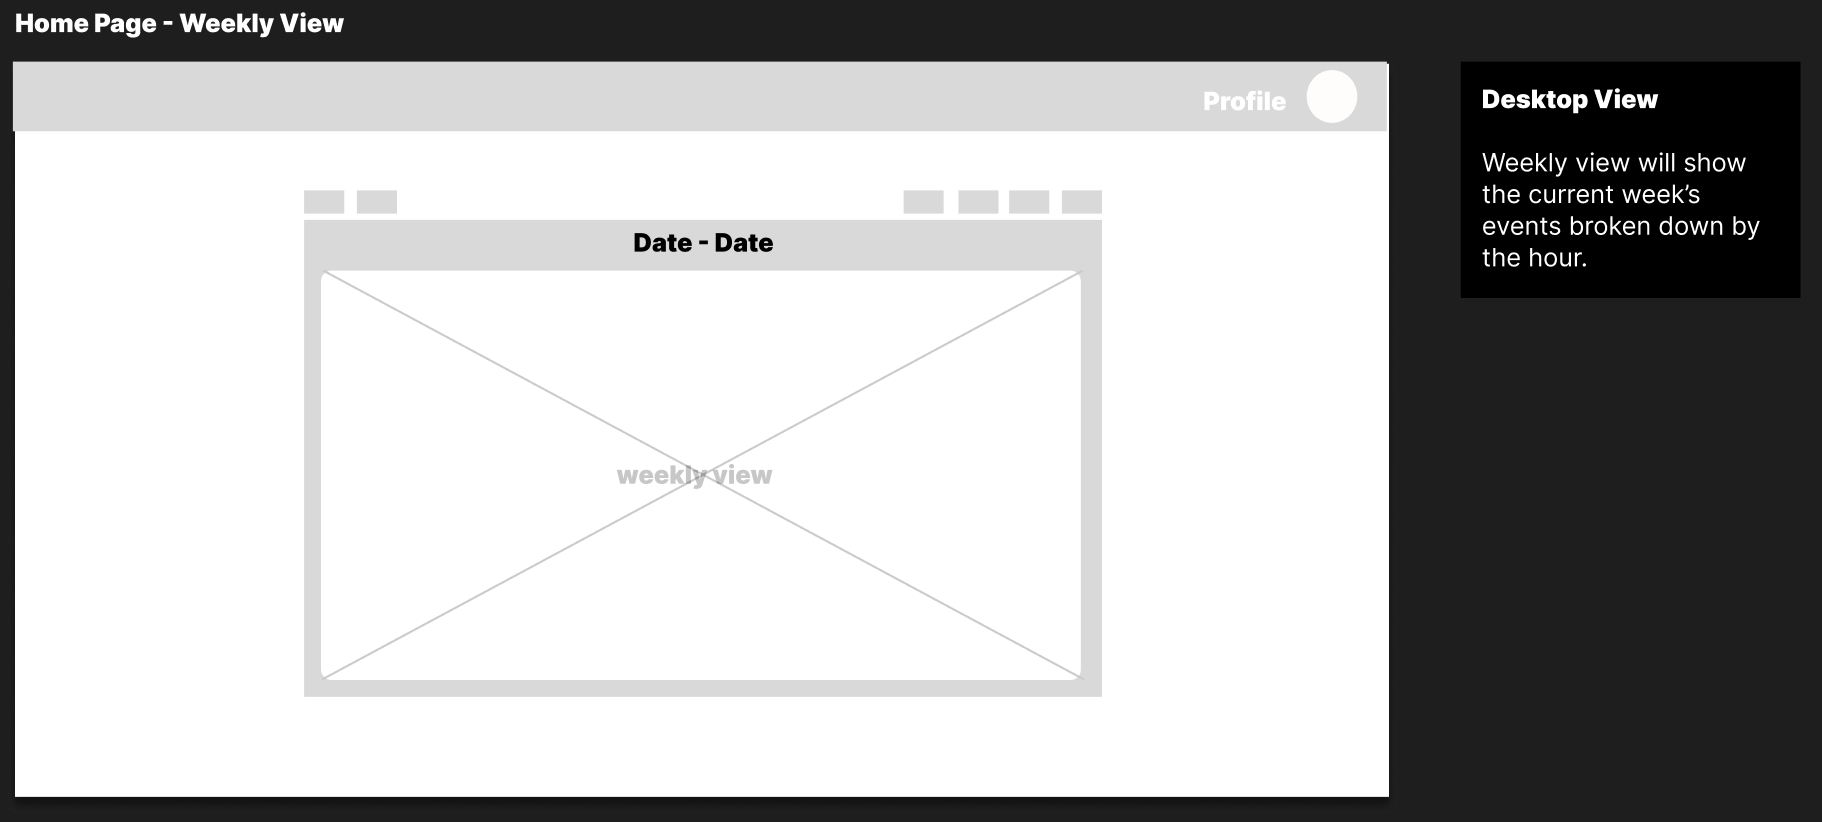 Home Page - Weekly View
Profile
Desktop View
Weekly view will show
the current week’s
events broken down by
the hour.
Date - Date
weekly view